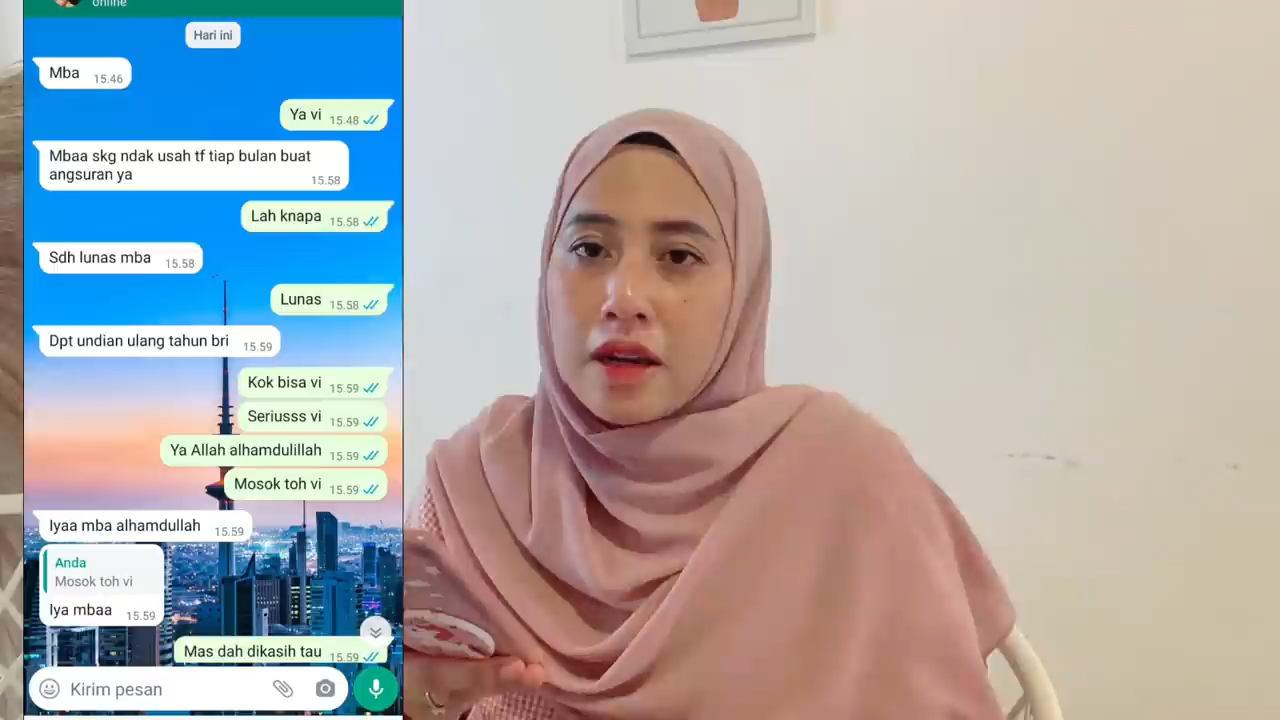 online
Hari ini
Mba 15.46
Ya vi 15.48
Mbaa skg ndak usah tf tiap bulan buat
angsuran ya 15.58
Lah knapa 15.58
Sdh lunas mba 15.58
Lunas 15.58
Dpt undian ulang tahun bri 15.59
Kok bisa vi 15.59
Seriusss vi 15.59
Ya Allah alhamdulillah 15.59
Mosok toh vi 15.59
Iyaa mba alhamdullah 15.59
Anda
Mosok toh vi
Iya mbaa 15.59
Mas dah dikasih tau 15.59
Kirim pesan